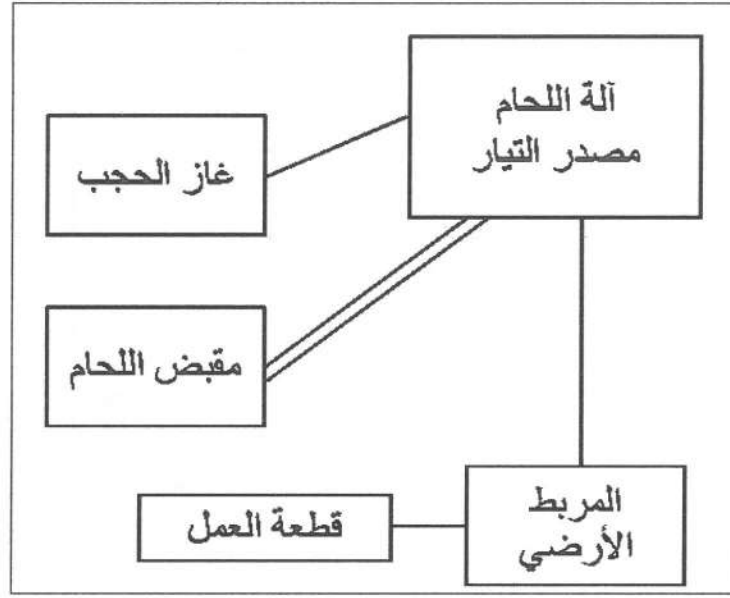 آلة اللحام
مصدر التيار
غاز الحجب
مقبض اللحام
المربط
الأرضي
قطعة العمل